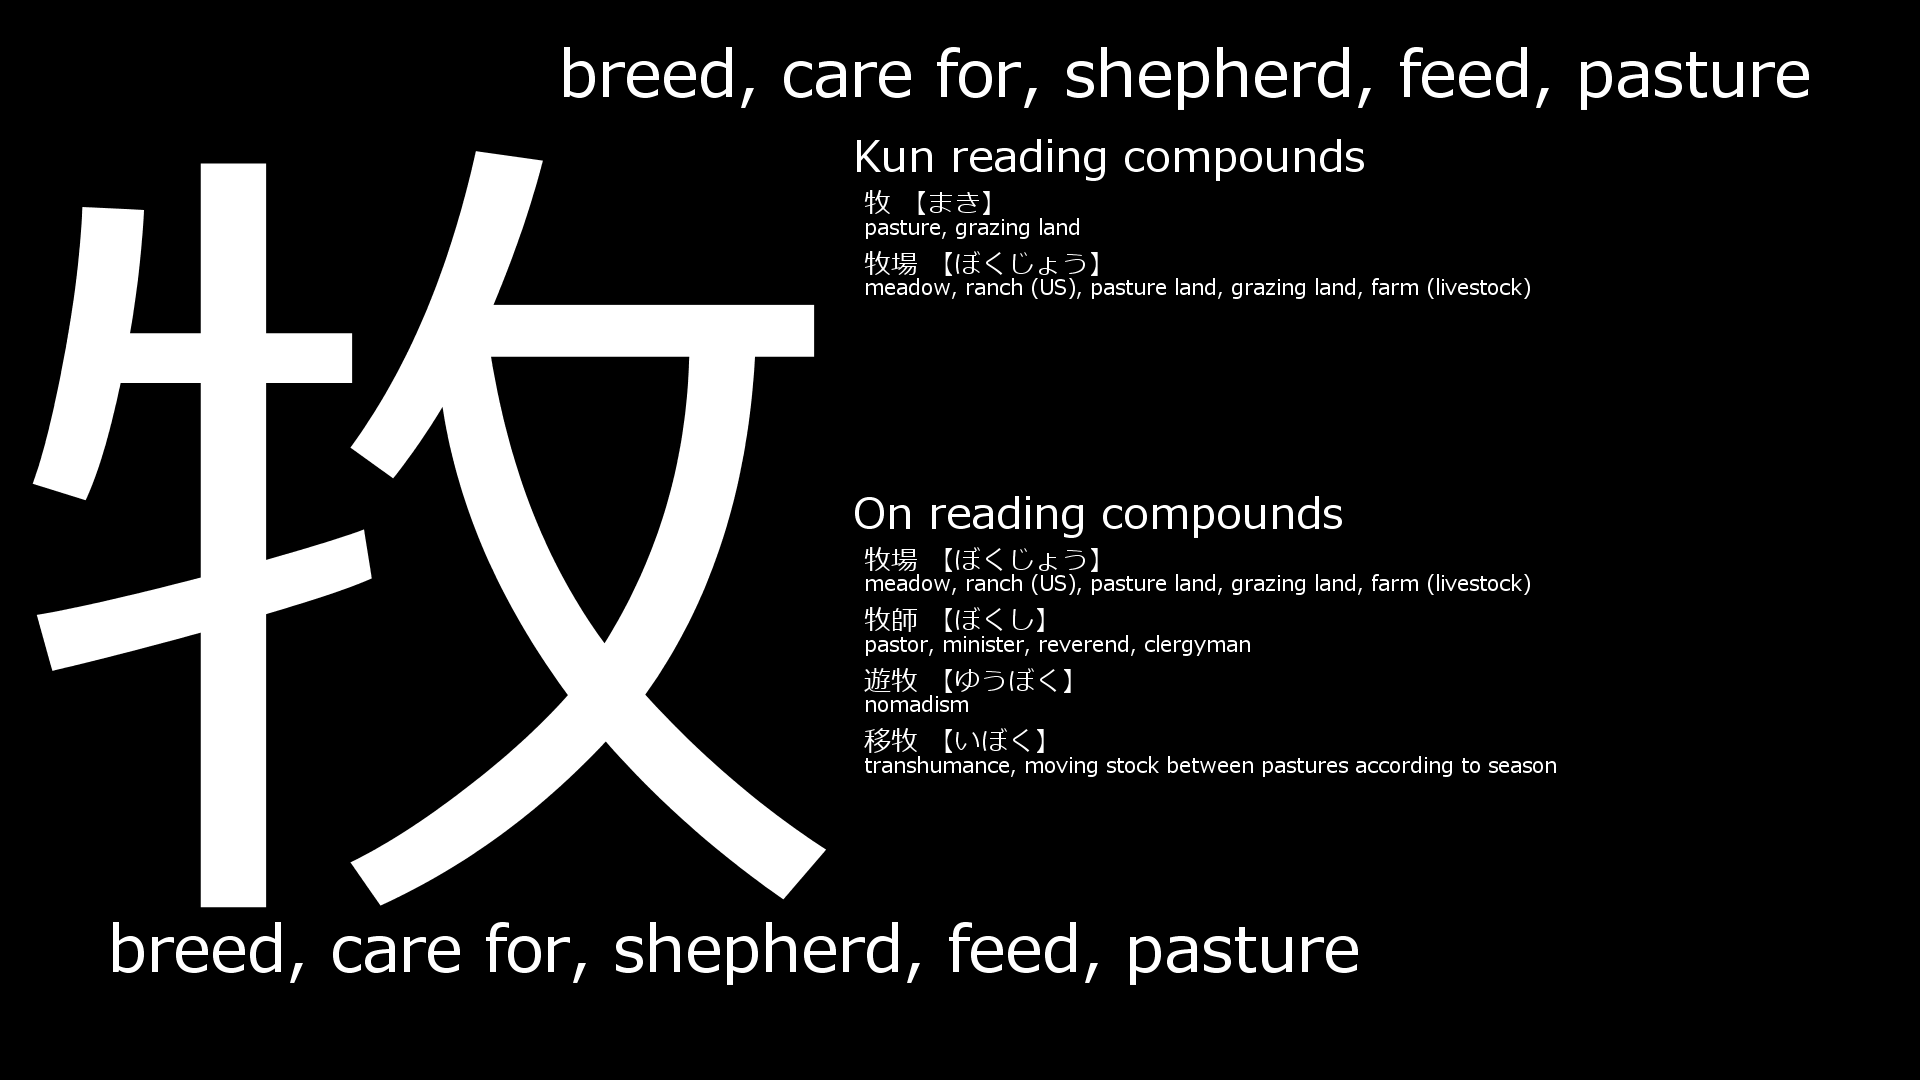 breed, care for, shepherd, feed, pasture
牧
Kun reading compounds
牧 【まき】
pasture, grazing land
牧場 【ぼくじょう】
meadow, ranch (US), pasture land, grazing land, farm (livestock)
On reading compounds
牧場 【ぼくじょう】
meadow, ranch (US), pasture land, grazing land, farm (livestock)
牧師 【ぼくし】
pastor, minister, reverend, clergyman
遊牧 【ゆうぼく】
nomadism
移牧 【いぼく】
transhumance, moving stock between pastures according to season
breed, care for, shepherd, feed, pasture